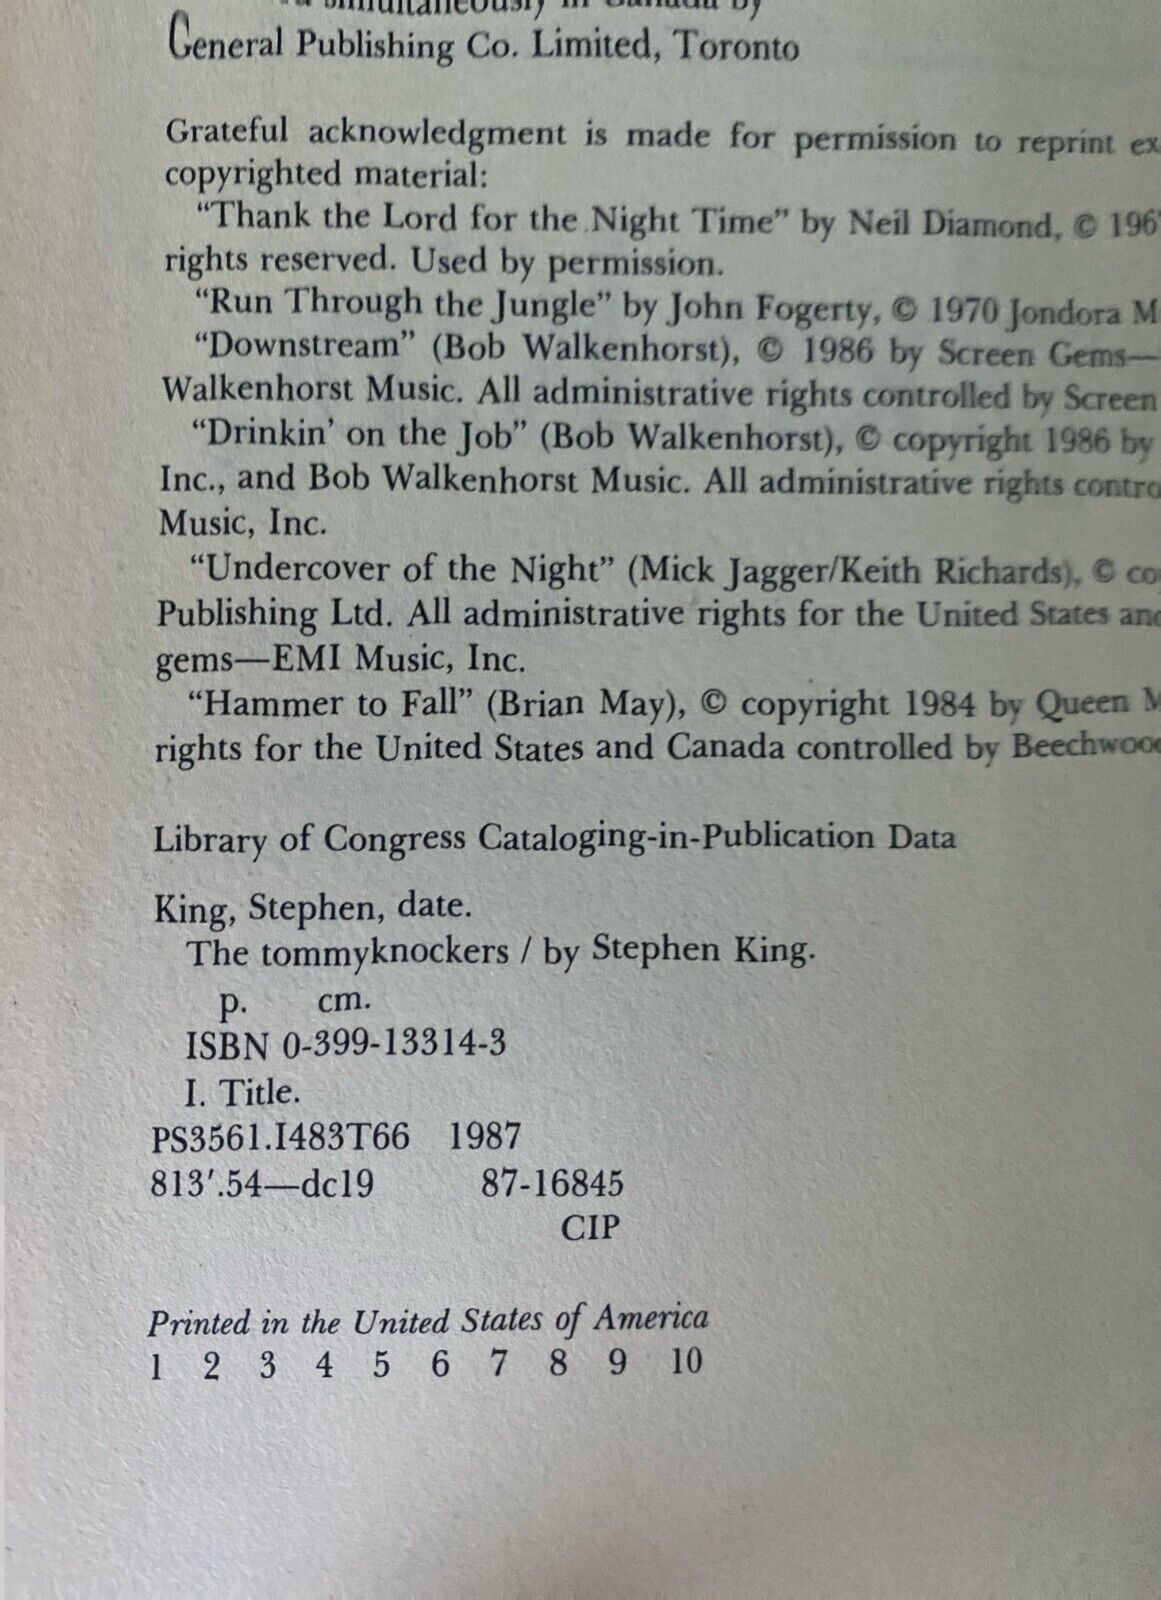 simultaneously in Canada by
General Publishing Co. Limited, Toronto
Grateful acknowledgment is made for permission to reprint
copyrighted material:
“Thank the Lord for the Night Time” by Neil Diamond, ©
rights reserved. Used by permission.
“Run Through the Jungle” by John Fogerty, © 1970 Jondora
“Downstream” (Bob Walkenhorst), © 1986 by Screen Gems—
Walkenhorst Music. All administrative rights controlled by Screen
“Drinkin’ on the Job” (Bob Walkenhorst), © copyright 1986 by
Inc., and Bob Walkenhorst Music. All administrative rights
Music, Inc.
“Undercover of the Night” (Mick Jagger/Keith Richards), ©
Publishing Ltd. All administrative rights for the United States
gems—EMI Music, Inc.
“Hammer to Fall” (Brian May), © copyright 1984 by Queen
rights for the United States and Canada controlled by
Library of Congress Cataloging-in-Publication Data
King, Stephen, date.
The tommyknockers / by Stephen King.
p. cm.
ISBN 0-399-13314-3
I. Title.
PS3561.I483T66 1987
813′.54—dc19 87-16845
CIP
Printed in the United States of America
1 2 3 4 5 6 7 8 9 10